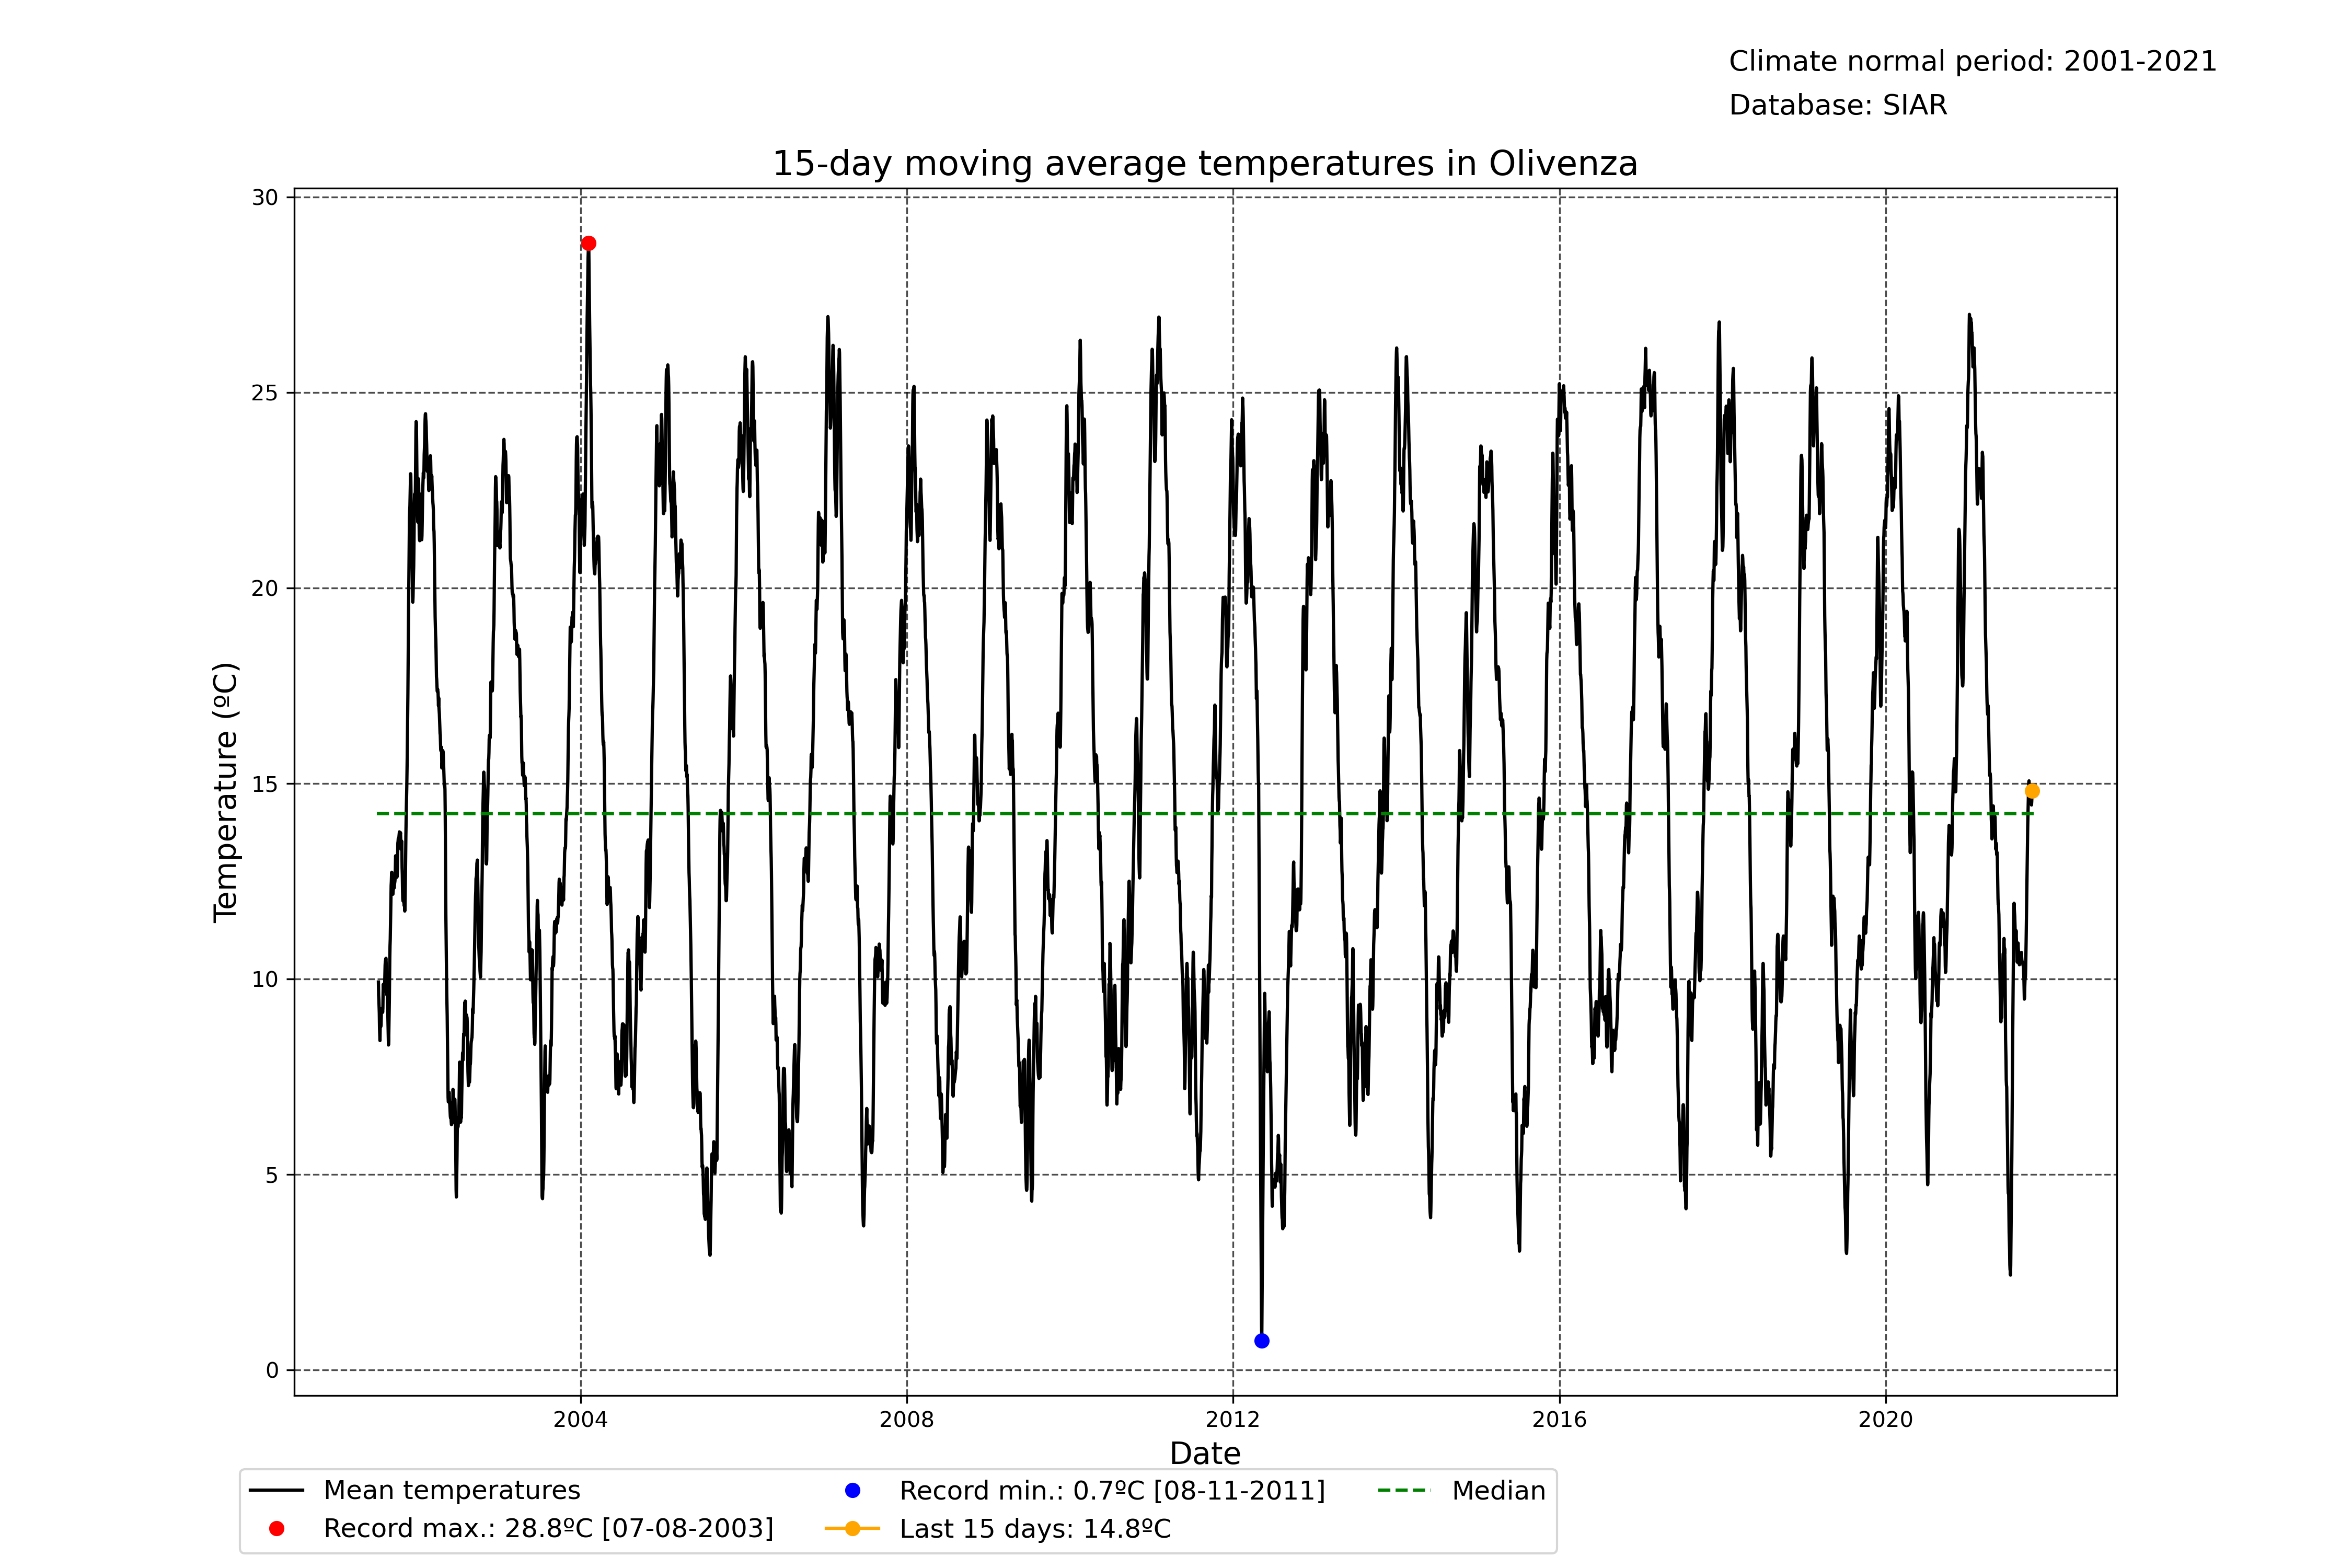 Climate normal period: 2001-2021
Database: SIAR
15-day moving average temperatures in Olivenza
30
25
20
15
10
5
0
Temperature (ºC)
2004 2008 2012 2016 2020
Date
Mean temperatures
Record max.: 28.8ºC [07-08-2003]
Record min.: 0.7ºC [08-11-2011]
Last 15 days: 14.8ºC
Median